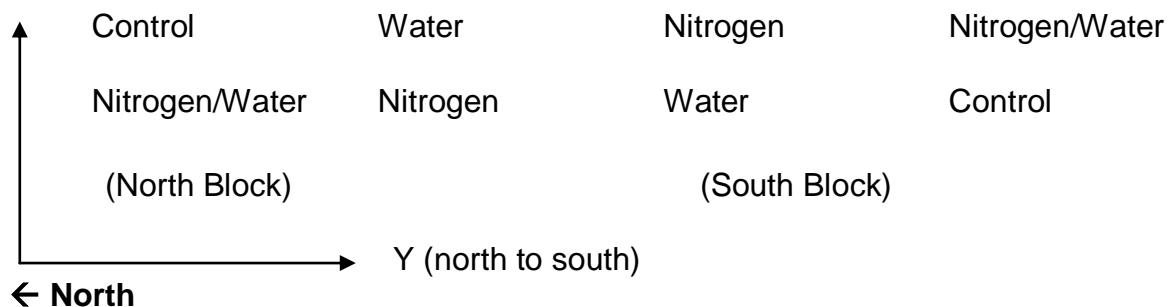 Control Water Nitrogen Nitrogen/Water
Nitrogen/Water Nitrogen Water Control
(North Block) (South Block)
Y (north to south)
← North